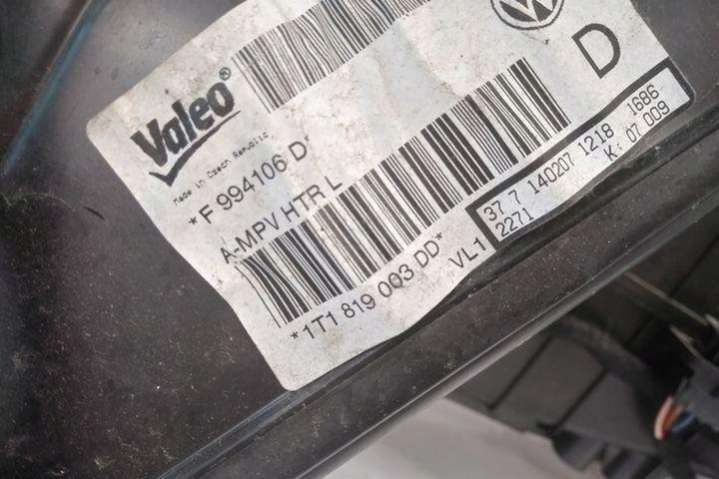 Valeo®
Made in Czech Republic
*F 994106 D*
A-MPV HTR L
D
*1T1 819 003 DD*
VL1
37 7 140207 1218 1686
2271 K: 07 009